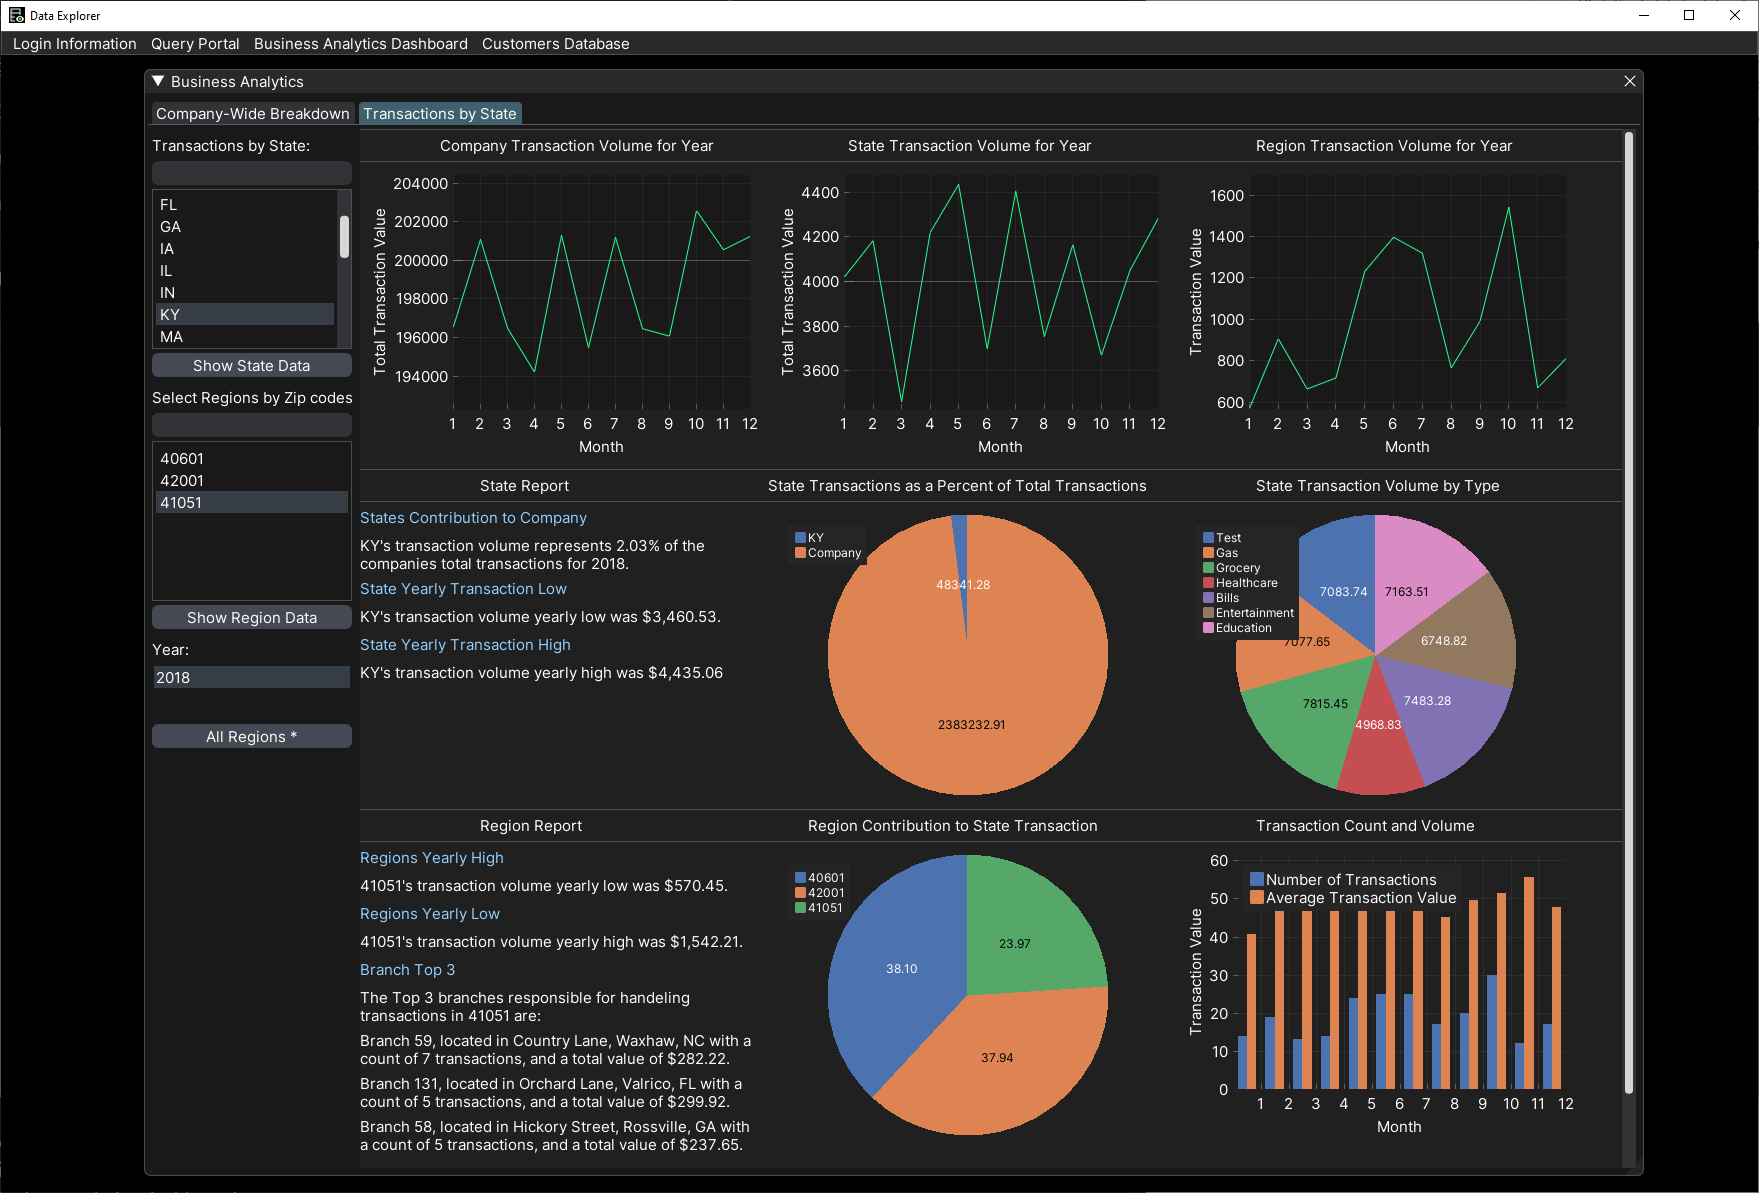 Data Explorer
Login Information Query Portal Business Analytics Dashboard Customers Database
Business Analytics
Company-Wide Breakdown Transactions by State
Transactions by State:
FL
GA
IA
IL
IN
KY
MA
Show State Data
Select Regions by Zip codes
40601
42001
41051
Show Region Data
Year:
2018
All Regions *
Company Transaction Volume for Year
Total Transaction Value
204000
202000
200000
198000
196000
194000
1 2 3 4 5 6 7 8 9 10 11 12
Month
State Transaction Volume for Year
Total Transaction Value
4400
4200
4000
3800
3600
1 2 3 4 5 6 7 8 9 10 11 12
Month
Region Transaction Volume for Year
Transaction Value
1600
1400
1200
1000
800
600
1 2 3 4 5 6 7 8 9 10 11 12
Month
State Report
States Contribution to Company
KY's transaction volume represents 2.03% of the
companies total transactions for 2018.
State Yearly Transaction Low
KY's transaction volume yearly low was $3,460.53.
State Yearly Transaction High
KY's transaction volume yearly high was $4,435.06
State Transactions as a Percent of Total Transactions
KY
Company
48341.28
2383232.91
State Transaction Volume by Type
Test
Gas
Grocery
Healthcare
Bills
Entertainment
Education
7083.74
7163.51
7077.65
6748.82
7815.45
7483.28
4968.83
Region Report
Regions Yearly High
41051's transaction volume yearly low was $570.45.
Regions Yearly Low
41051's transaction volume yearly high was $1,542.21.
Branch Top 3
The Top 3 branches responsible for handeling
transactions in 41051 are:
Branch 59, located in Country Lane, Waxhaw, NC with a
count of 7 transactions, and a total value of $282.22.
Branch 131, located in Orchard Lane, Valrico, FL with a
count of 5 transactions, and a total value of $299.92.
Branch 58, located in Hickory Street, Rossville, GA with
a count of 5 transactions, and a total value of $237.65.
Region Contribution to State Transaction
40601
42001
41051
23.97
38.10
37.94
Transaction Count and Volume
Number of Transactions
Average Transaction Value
Transaction Value
60
50
40
30
20
10
0
1 2 3 4 5 6 7 8 9 10 11 12
Month